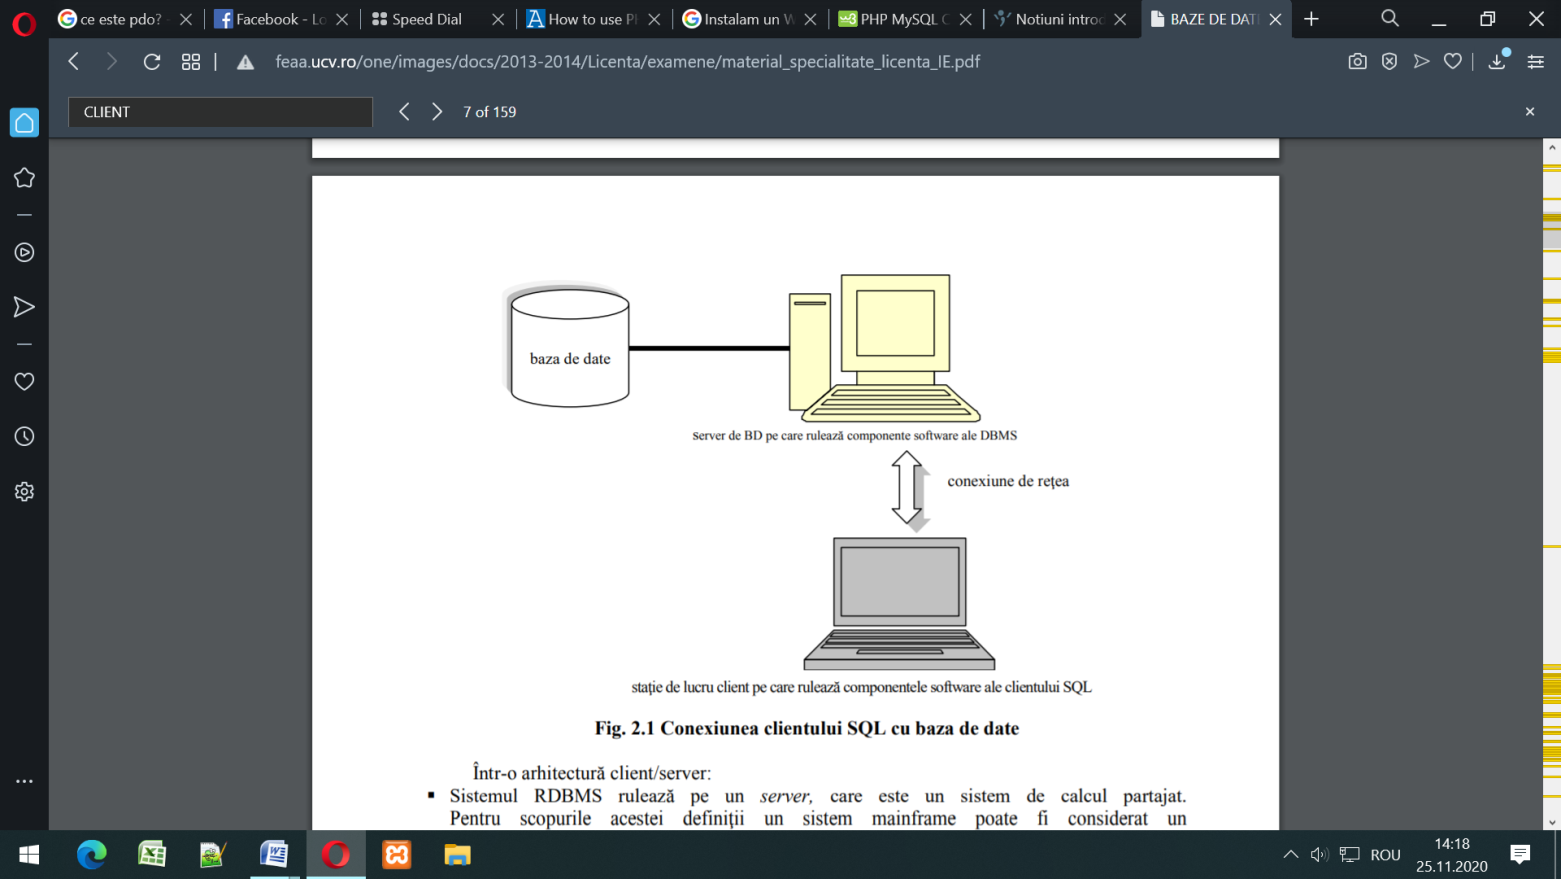 ce este pdo?
Facebook - Lo
Speed Dial
How to use P
Instalam un W
PHP MySQL C
Notiuni introd
BAZE DE DAT
feaa.ucv.ro/one/images/docs/2013-2014/Licenta/examene/material_specialitate_licenta_IE.pdf
CLIENT
7 of 159
baza de date
server de BD pe care rulează componente software ale DBMS
conexiune de rețea
stație de lucru client pe care rulează componentele software ale clientului SQL
Fig. 2.1 Conexiunea clientului SQL cu baza de date
Într-o arhitectură client/server:
▪ Sistemul RDBMS rulează pe un server, care este un sistem de calcul partajat.
Pentru scopurile acestei definiții un sistem mainframe poate fi considerat un
ROU
14:18
25.11.2020